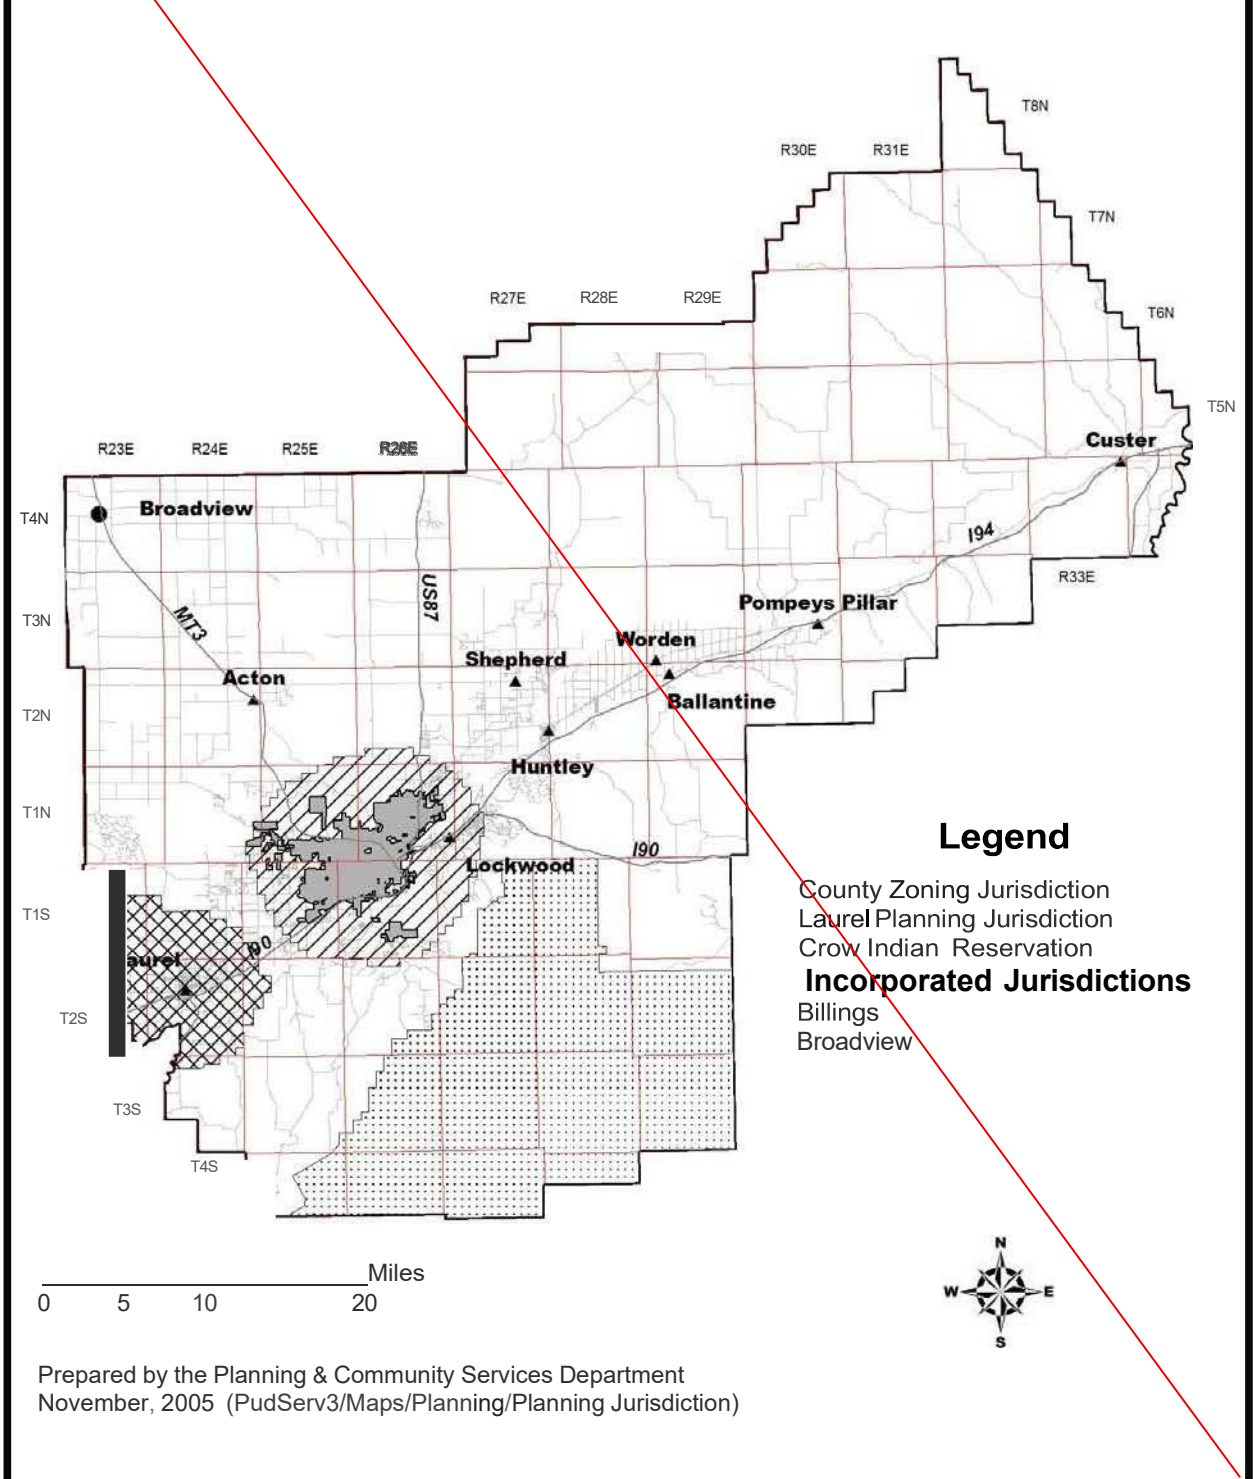 T8N
R30E R31E
T7N
R27E R28E R29E
T6N
T5N
Custer
R23E R24E R25E R26E
T4N
Broadview
I94
R33E
US87
MT3
T3N
Pompeys Pillar
Worden
Shepherd
Acton
Ballantine
T2N
Huntley
T1N
Legend
I90
Lockwood
County Zoning Jurisdiction
T1S
Laurel Planning Jurisdiction
Crow Indian Reservation
I90
aurel
Incorporated Jurisdictions
Billings
T2S
Broadview
T3S
T4S
N
W E
S
Miles
0 5 10 20
Prepared by the Planning & Community Services Department
November, 2005 (PudServ3/Maps/Planning/Planning Jurisdiction)